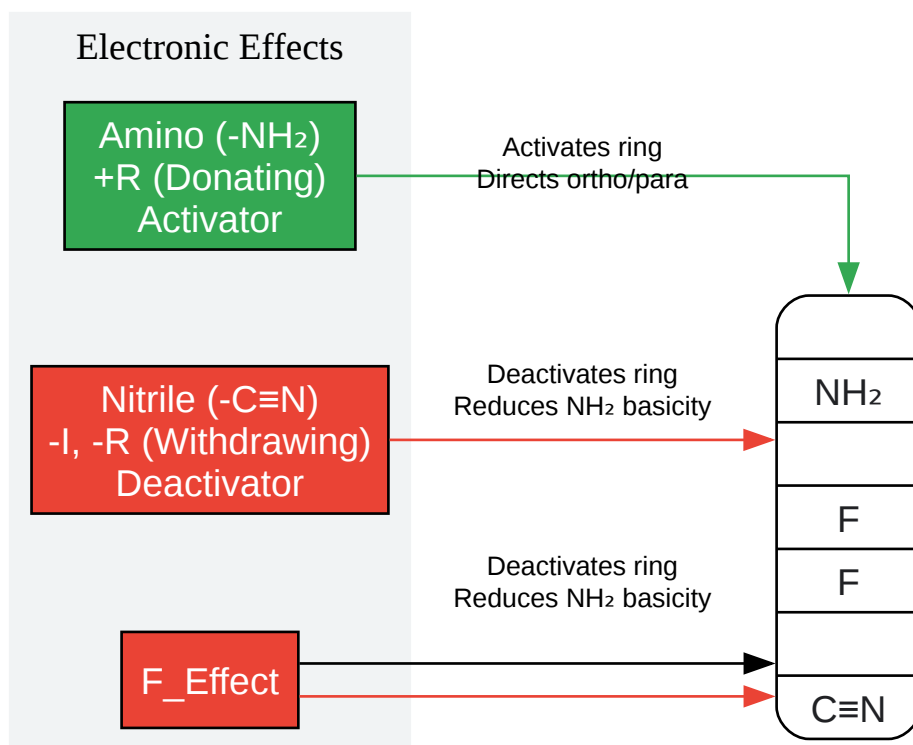 Electronic Effects
Amino (-NH₂)
+R (Donating)
Activator
Activates ring
Directs ortho/para
Nitrile (-C≡N)
-I, -R (Withdrawing)
Deactivator
Deactivates ring
Reduces NH₂ basicity
F_Effect
Deactivates ring
Reduces NH₂ basicity
NH₂
F
F
C≡N